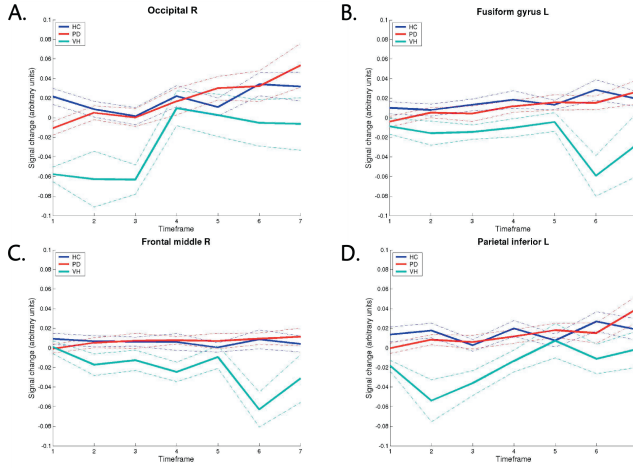 A.
Occipital R
HC
PD
VH
Signal change (arbitrary units)
0.1
0.08
0.06
0.04
0.02
0
-0.02
-0.04
-0.06
-0.08
-0.1
1 2 3 4 5 6 7
Timeframe
B.
Fusiform gyrus L
HC
PD
VH
Signal change (arbitrary units)
0.1
0.08
0.06
0.04
0.02
0
-0.02
-0.04
-0.06
-0.08
-0.1
1 2 3 4 5 6 7
Timeframe
C.
Frontal middle R
HC
PD
VH
Signal change (arbitrary units)
0.1
0.08
0.06
0.04
0.02
0
-0.02
-0.04
-0.06
-0.08
-0.1
1 2 3 4 5 6 7
Timeframe
D.
Parietal inferior L
HC
PD
VH
Signal change (arbitrary units)
0.1
0.08
0.06
0.04
0.02
0
-0.02
-0.04
-0.06
-0.08
-0.1
1 2 3 4 5 6 7
Timeframe